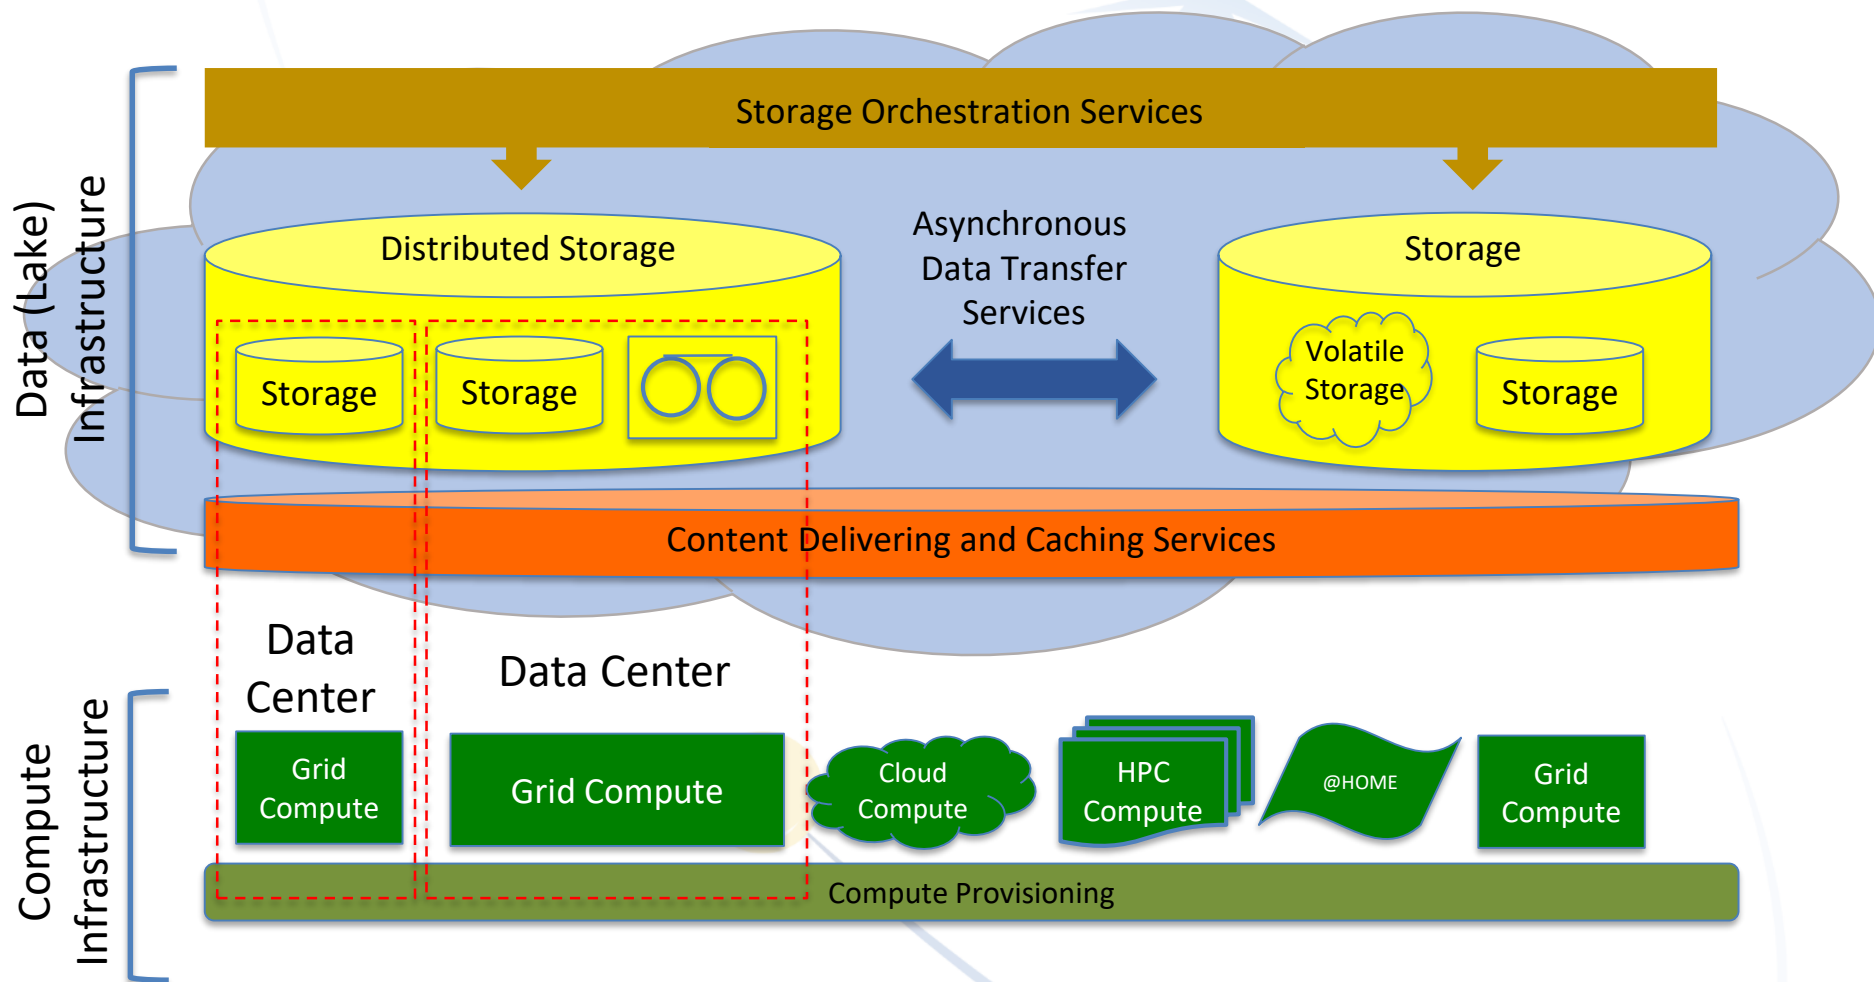 Data (Lake)
Infrastructure
Storage Orchestration Services
Distributed Storage
Asynchronous
Data Transfer
Services
Storage
Storage
Storage
Volatile
Storage
Storage
Content Delivering and Caching Services
Compute
Infrastructure
Data
Center
Data Center
Grid
Compute
Grid Compute
Cloud
Compute
HPC
Compute
@HOME
Grid
Compute
Compute Provisioning